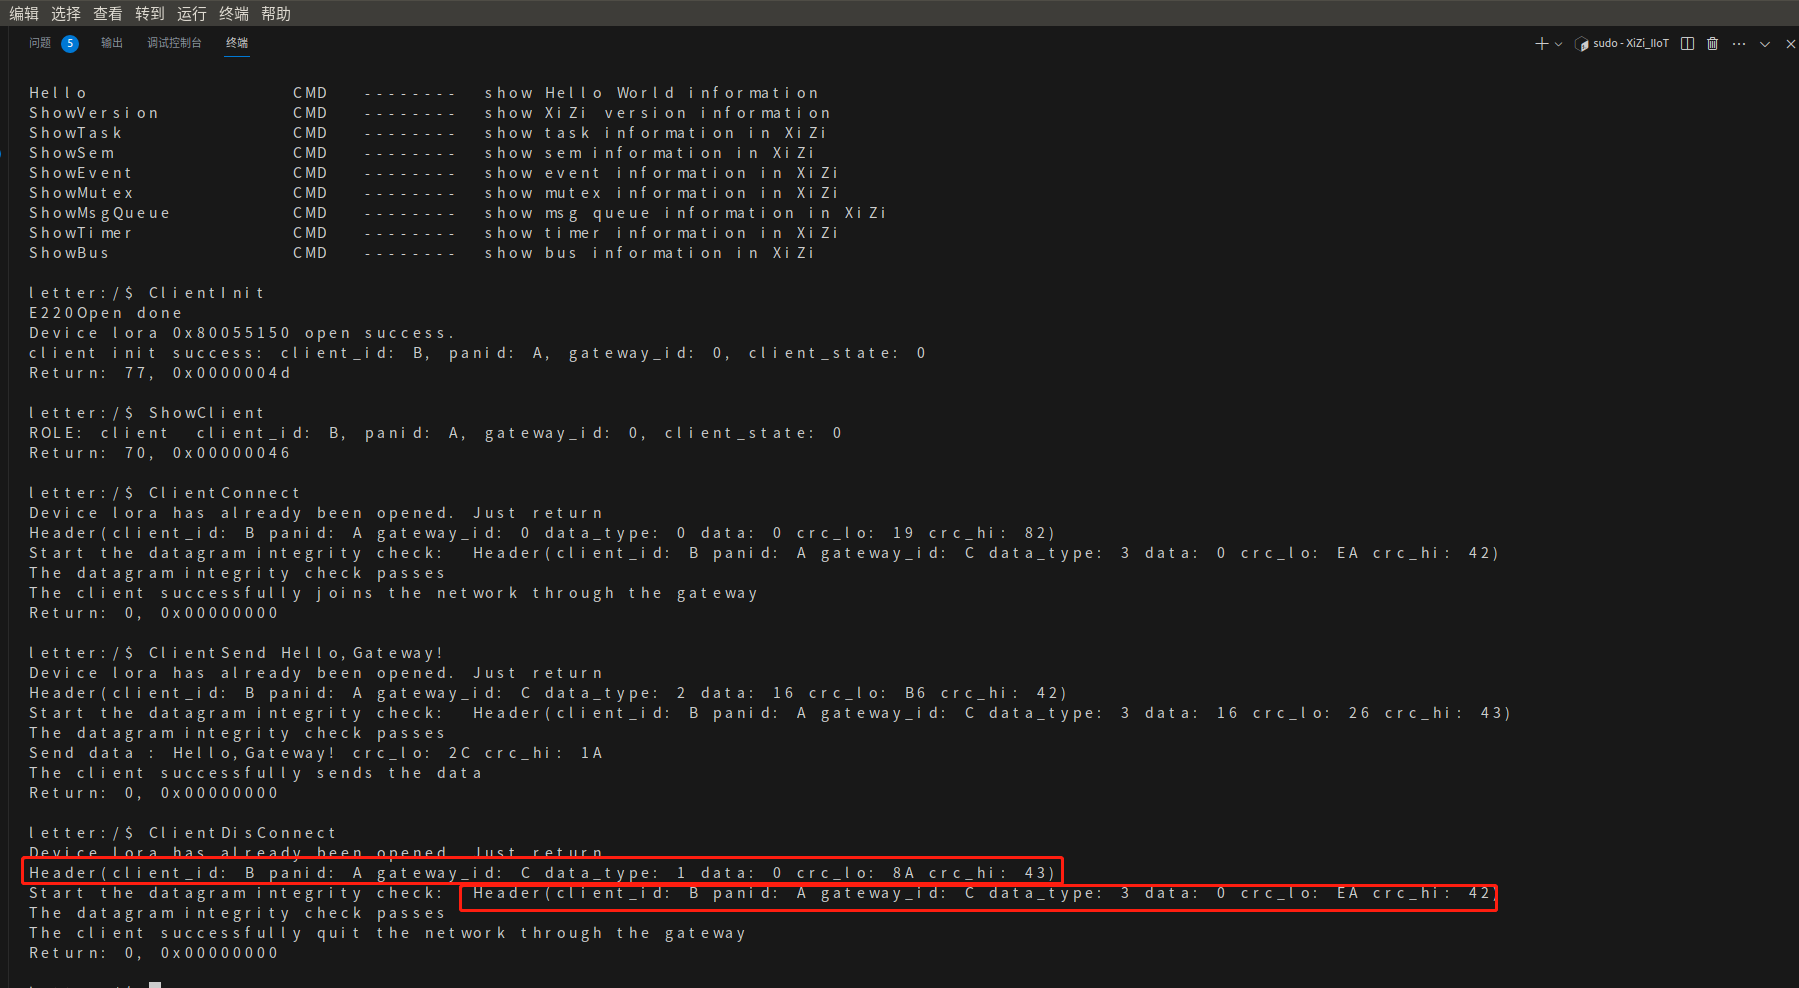 编辑 选择 查看 转到 运行 终端 帮助
问题 5 输出 调试控制台 终端 sudo - XiZi_IIoT
Hello CMD -------- show Hello World information
ShowVersion CMD -------- show XiZi version information
ShowTask CMD -------- show task information in XiZi
ShowSem CMD -------- show sem information in XiZi
ShowEvent CMD -------- show event information in XiZi
ShowMutex CMD -------- show mutex information in XiZi
ShowMsgQueue CMD -------- show msg queue information in XiZi
ShowTimer CMD -------- show timer information in XiZi
ShowBus CMD -------- show bus information in XiZi
letter:/$ ClientInit
E220Open done
Device lora 0x80055150 open success.
client init success: client_id: B, panid: A, gateway_id: 0, client_state: 0
Return: 77, 0x0000004d
letter:/$ ShowClient
ROLE: client client_id: B, panid: A, gateway_id: 0, client_state: 0
Return: 70, 0x00000046
letter:/$ ClientConnect
Device lora has already been opened. Just return
Header(client_id: B panid: A gateway_id: 0 data_type: 0 data: 0 crc_lo: 19 crc_hi: 82)
Start the datagram integrity check: Header(client_id: B panid: A gateway_id: C data_type: 3 data: 0 crc_lo: EA crc_hi: 42)
The datagram integrity check passes
The client successfully joins the network through the gateway
Return: 0, 0x00000000
letter:/$ ClientSend Hello,Gateway!
Device lora has already been opened. Just return
Header(client_id: B panid: A gateway_id: C data_type: 2 data: 16 crc_lo: B6 crc_hi: 42)
Start the datagram integrity check: Header(client_id: B panid: A gateway_id: C data_type: 3 data: 16 crc_lo: 26 crc_hi: 43)
The datagram integrity check passes
Send data : Hello,Gateway! crc_lo: 2C crc_hi: 1A
The client successfully sends the data
Return: 0, 0x00000000
letter:/$ ClientDisConnect
Device lora has already been opened. Just return
Header(client_id: B panid: A gateway_id: C data_type: 1 data: 0 crc_lo: 8A crc_hi: 43)
Start the datagram integrity check: Header(client_id: B panid: A gateway_id: C data_type: 3 data: 0 crc_lo: EA crc_hi: 42)
The datagram integrity check passes
The client successfully quit the network through the gateway
Return: 0, 0x00000000